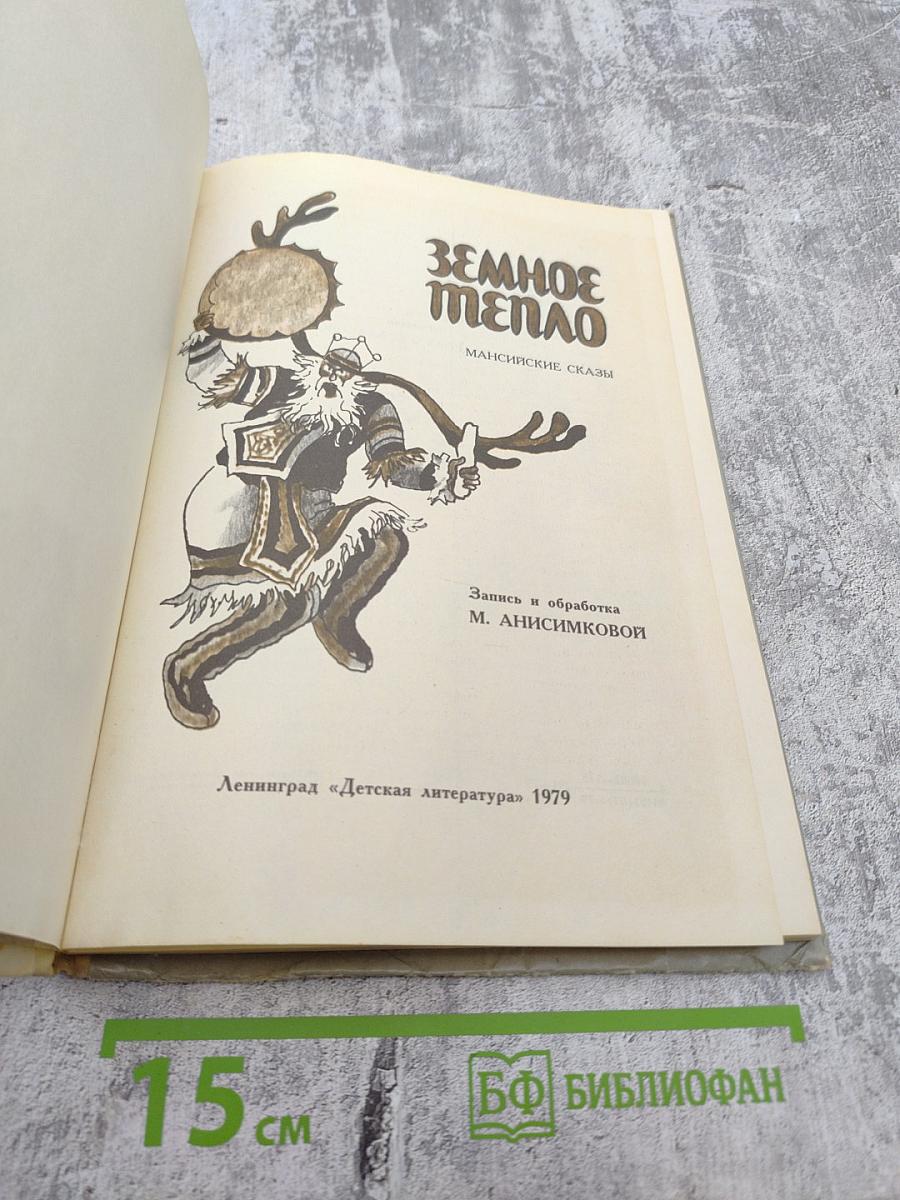 ЗЕМНОЕ
ТЕПЛО
МАНСИЙСКИЕ СКАЗЫ
Запись и обработка
М. АНИСИМКОВОЙ
Ленинград «Детская литература» 1979
15 см
БФ БИБЛИОФАН